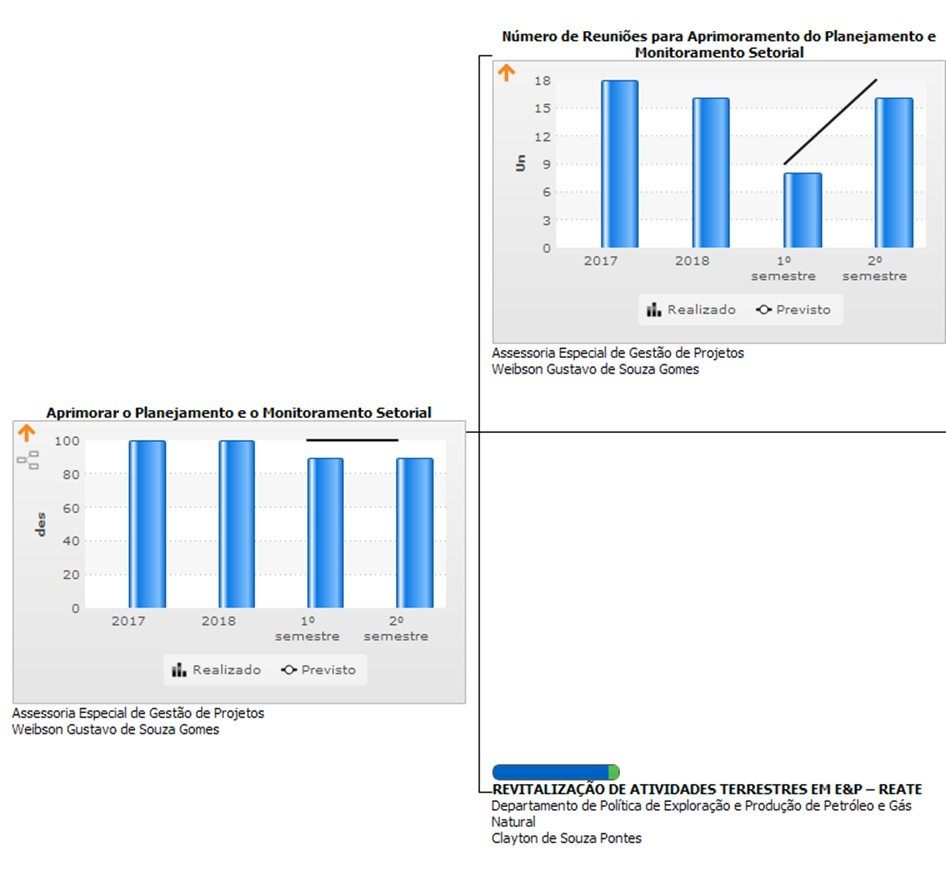 Número de Reuniões para Aprimoramento do Planejamento e
Monitoramento Setorial
18
15
12
9
6
3
0
Un
2017
2018
1º
semestre
2º
semestre
Realizado
Previsto
Assessoria Especial de Gestão de Projetos
Weibson Gustavo de Souza Gomes
Aprimorar o Planejamento e o Monitoramento Setorial
100
80
60
40
20
0
des
2017
2018
1º
semestre
2º
semestre
Realizado
Previsto
Assessoria Especial de Gestão de Projetos
Weibson Gustavo de Souza Gomes
REVITALIZAÇÃO DE ATIVIDADES TERRESTRES EM E&P – REATE
Departamento de Política de Exploração e Produção de Petróleo e Gás
Natural
Clayton de Souza Pontes